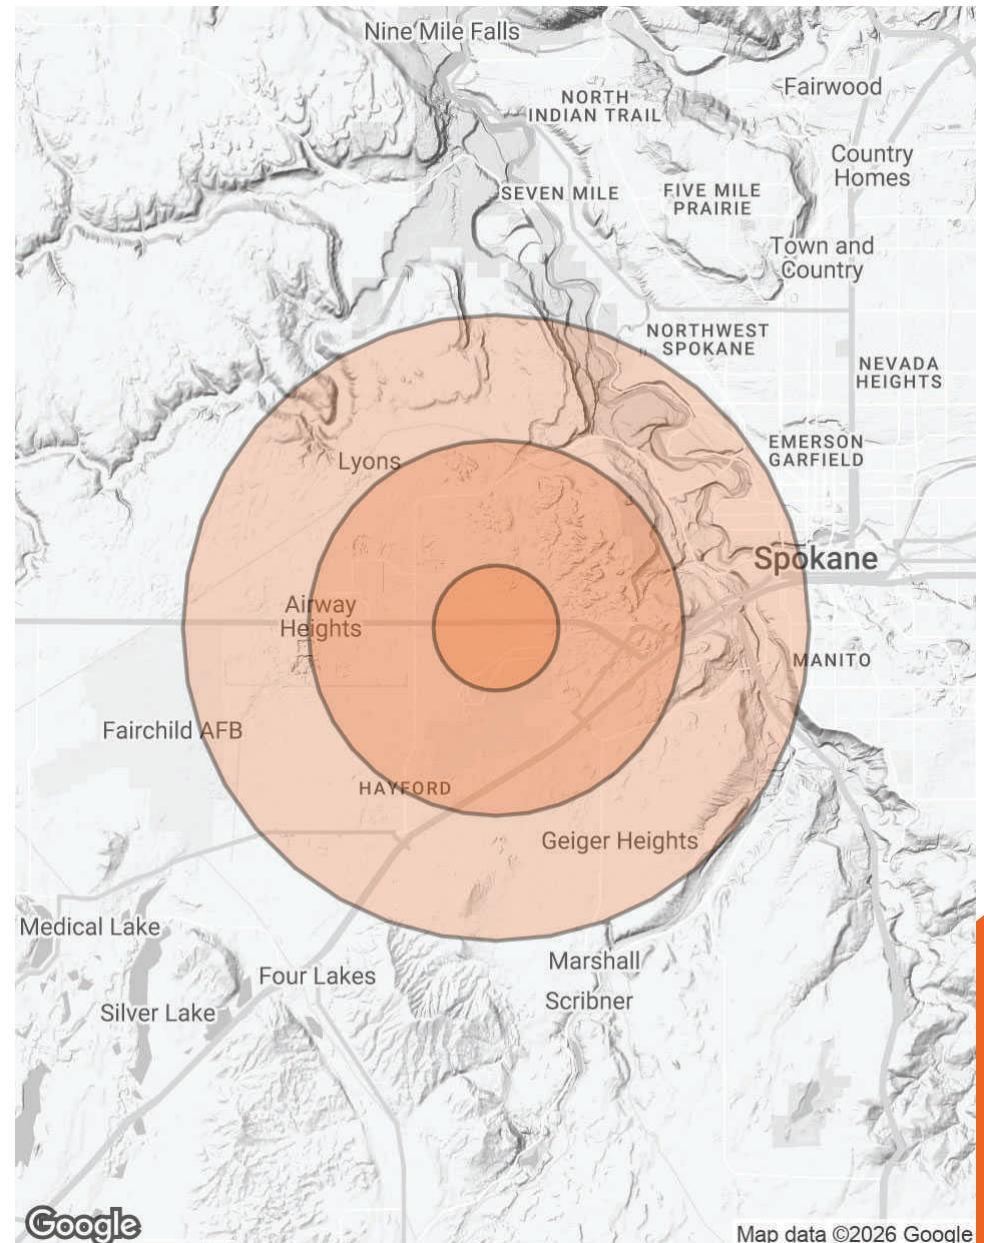 Nine Mile Falls
Fairwood
NORTH
INDIAN TRAIL
Country
Homes
SEVEN MILE
FIVE MILE
PRAIRIE
Town and
Country
NORTHWEST
SPOKANE
NEVADA
HEIGHTS
EMERSON
GARFIELD
Lyons
Spokane
Airway
Heights
MANITO
Fairchild AFB
HAYFORD
Geiger Heights
Medical Lake
Marshall
Four Lakes
Scribner
Silver Lake
Google
Map data ©2026 Google